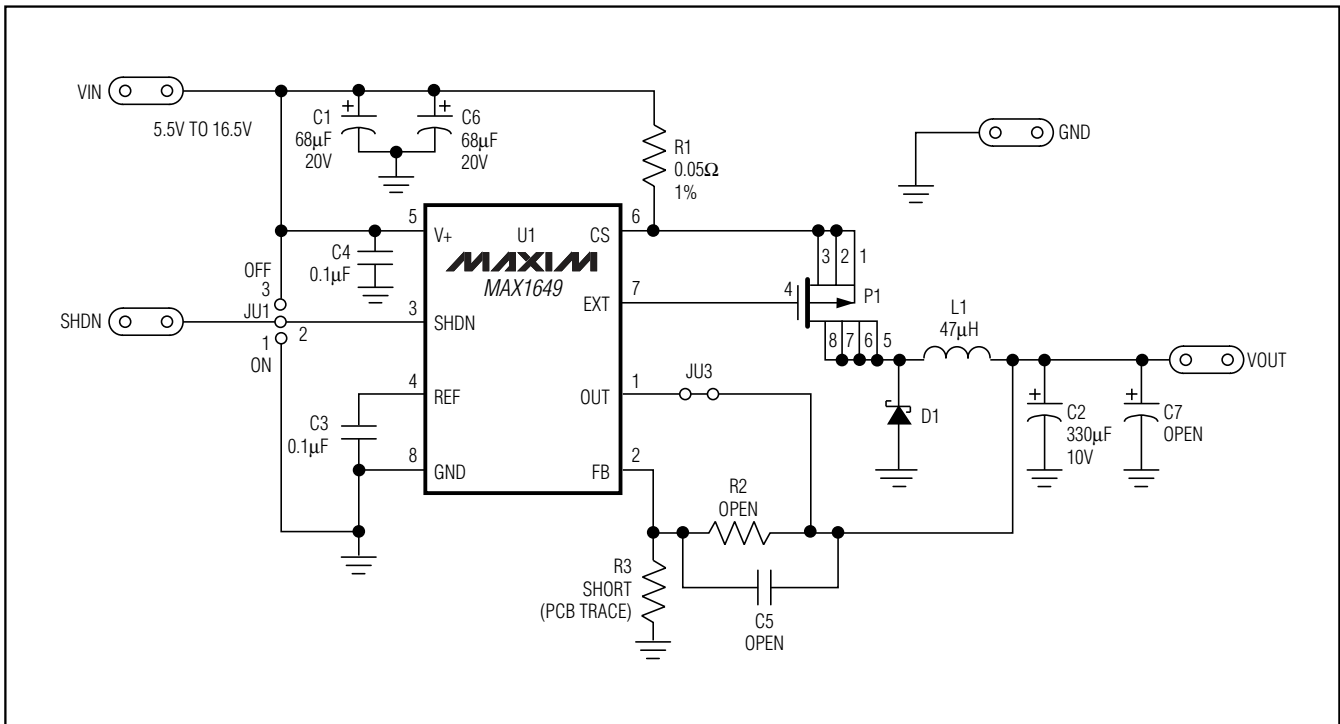 VIN
5.5V TO 16.5V
C1
68μF
20V
C6
68μF
20V
R1
0.05Ω
1%
GND
5
V+
U1
CS
6
MAXIM
MAX1649
C4
0.1μF
OFF
3
JU1
2
1
ON
SHDN
3
SHDN
EXT
7
4
3
2
1
P1
8
7
6
5
L1
47μH
VOUT
4
REF
OUT
1
JU3
C3
0.1μF
8
GND
FB
2
D1
C2
330μF
10V
C7
OPEN
R2
OPEN
R3
SHORT
(PCB TRACE)
C5
OPEN